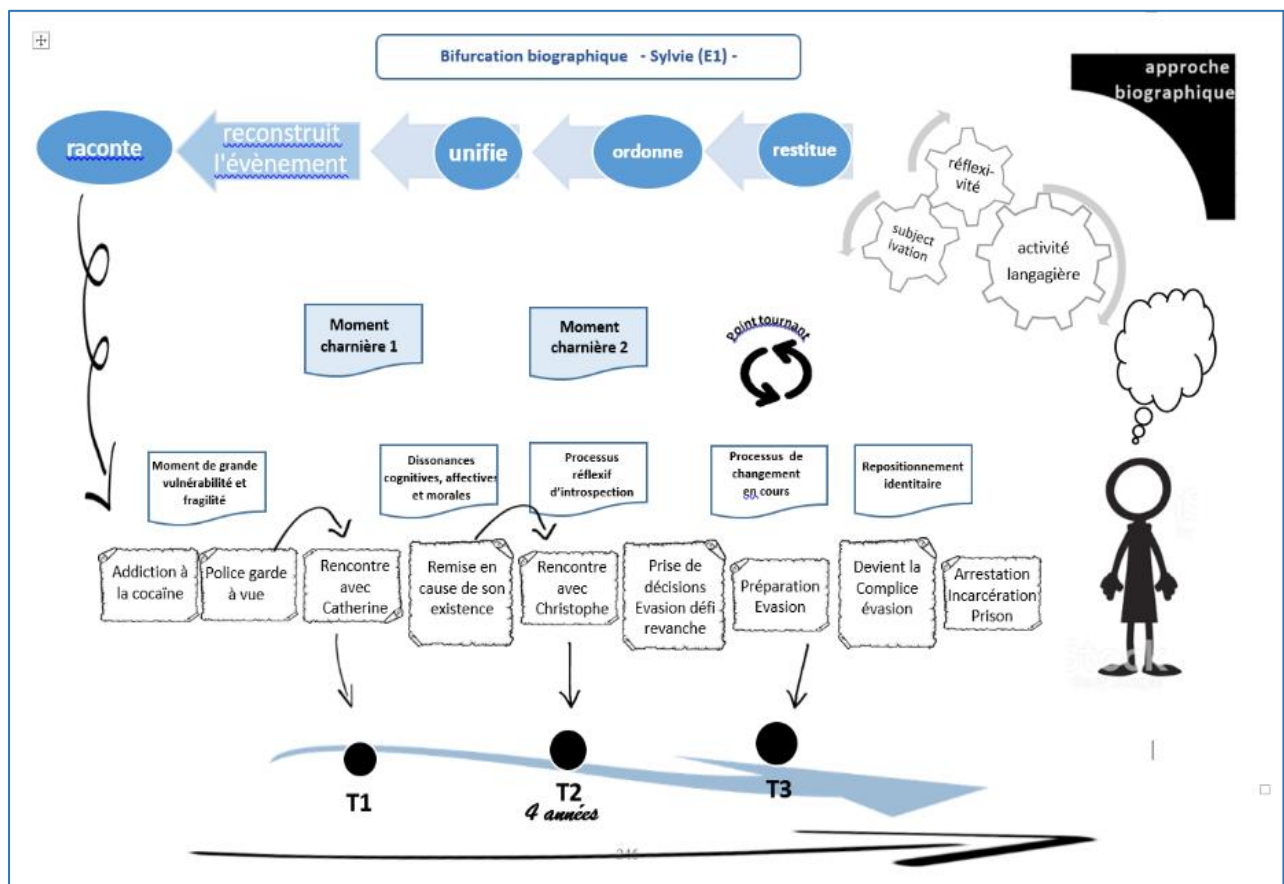 Bifurcation biographique - Sylvie (E1) -
approche
biographique
raconte
reconstruit
l'évènement
unifie
ordonne
restitue
réflexi-
vité
subject
ivation
activité
langagière
Moment
charnière 1
Moment
charnière 2
Point tournant
Moment de grande
vulnérabilité et
fragilité
Dissonances
cognitives, affectives
et morales
Processus
réflexif
d'introspection
Processus de
changement
en cours
Repositionnement
identitaire
Addiction à
la cocaïne
Police garde
à vue
Rencontre
avec
Catherine
Remise en
cause de son
existence
Rencontre
avec
Christophe
Prise de
décisions
Evasion défi
revanche
Préparation
Evasion
Devient la
Complice
évasion
Arrestation
Incarcération
Prison
T1
T2
4 années
T3